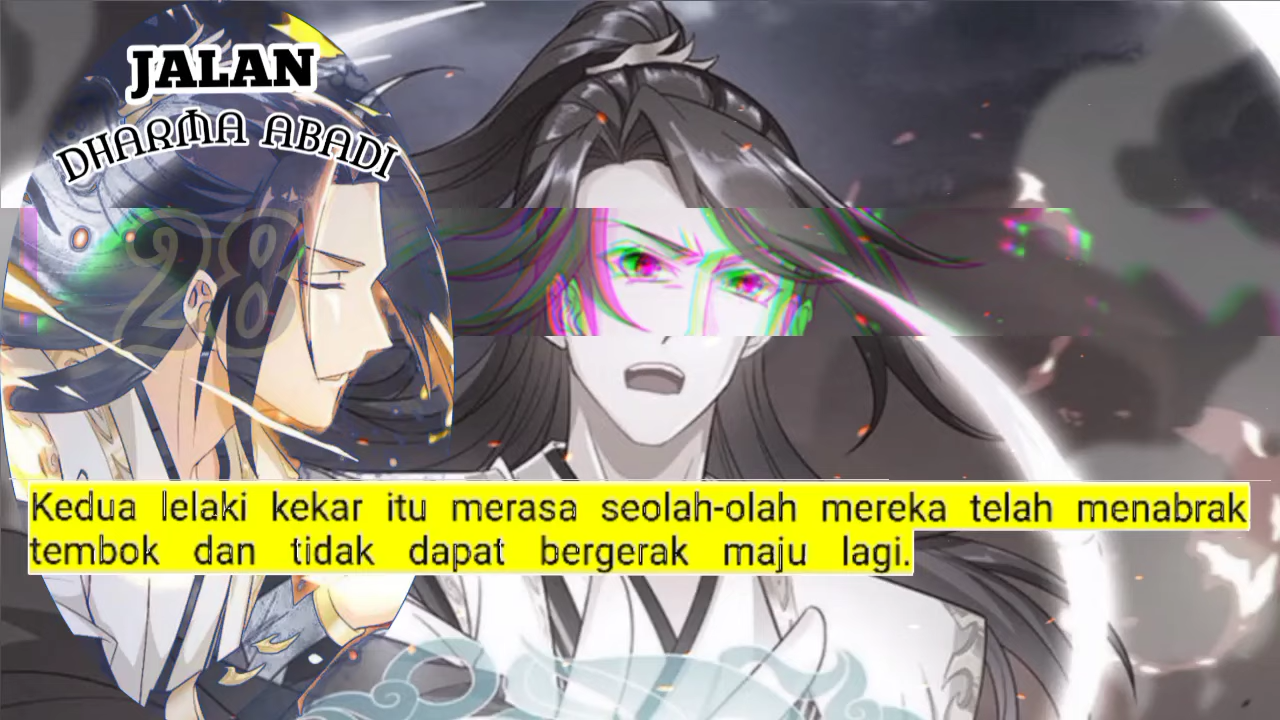 JALAN
DHARMA ABADI
28
Kedua lelaki kekar itu merasa seolah-olah mereka telah menabrak
tembok dan tidak dapat bergerak maju lagi.